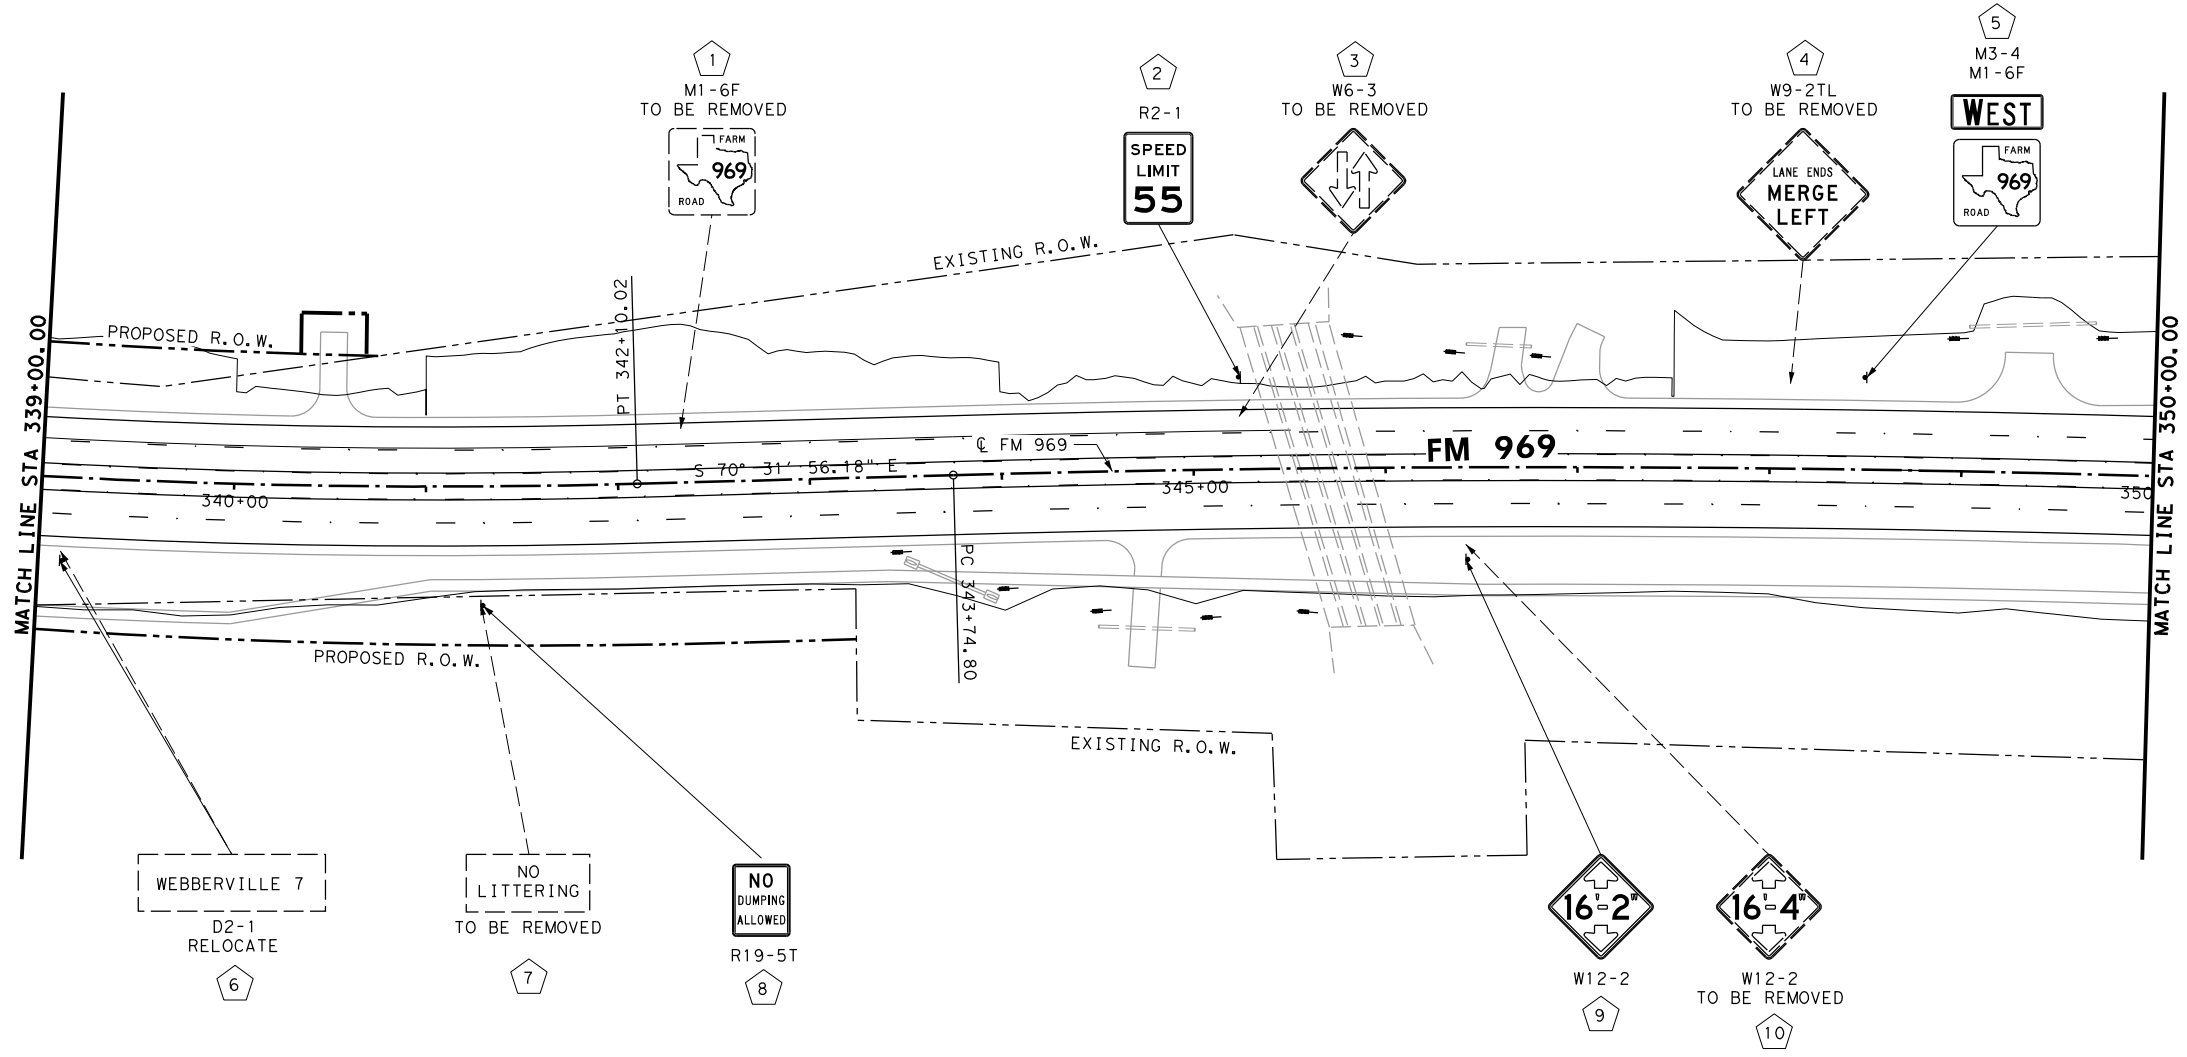 1
M1-6F
TO BE REMOVED
FARM
969
ROAD
2
R2-1
SPEED
LIMIT
55
3
W6-3
TO BE REMOVED
4
W9-2TL
TO BE REMOVED
LANE ENDS
MERGE
LEFT
5
M3-4
M1-6F
WEST
FARM
969
ROAD
EXISTING R.O.W.
PROPOSED R.O.W.
PT 342+10.02
MATCH LINE STA 339+00.00
MATCH LINE STA 350+00.00
℄ FM 969
FM 969
S 70° 31' 56.18" E
340+00
345+00
350
PC 343+74.80
PROPOSED R.O.W.
EXISTING R.O.W.
WEBBERVILLE 7
D2-1
RELOCATE
6
NO
LITTERING
TO BE REMOVED
7
NO
DUMPING
ALLOWED
R19-5T
8
16'-2"
W12-2
9
16'-4"
W12-2
TO BE REMOVED
10